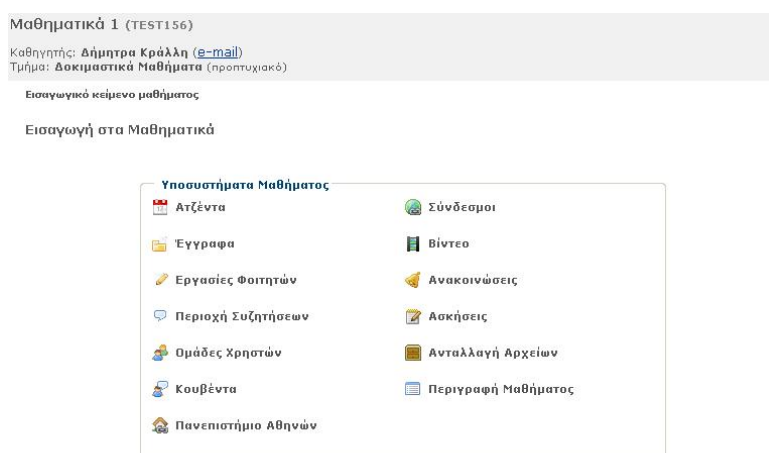 Μαθηματικά 1 (TEST156)
Καθηγητής: Δήμητρα Κράλλη (e-mail)
Τμήμα: Δοκιμαστικά Μαθήματα (προπτυχιακό)
Εισαγωγικό κείμενο μαθήματος
Εισαγωγή στα Μαθηματικά
Υποσυστήματα Μαθήματος
Ατζέντα
Σύνδεσμοι
Έγγραφα
Βίντεο
Εργασίες Φοιτητών
Ανακοινώσεις
Περιοχή Συζητήσεων
Ασκήσεις
Ομάδες Χρηστών
Ανταλλαγή Αρχείων
Κουβέντα
Περιγραφή Μαθήματος
Πανεπιστήμιο Αθηνών